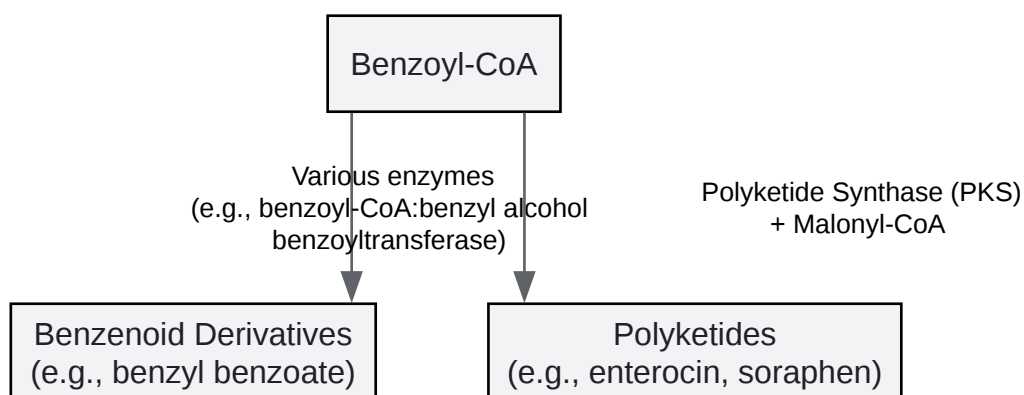 Benzoyl-CoA
Various enzymes
(e.g., benzoyl-CoA:benzyl alcohol
benzoyltransferase)
Polyketide Synthase (PKS)
+ Malonyl-CoA
Benzenoid Derivatives
(e.g., benzyl benzoate)
Polyketides
(e.g., enterocin, soraphen)